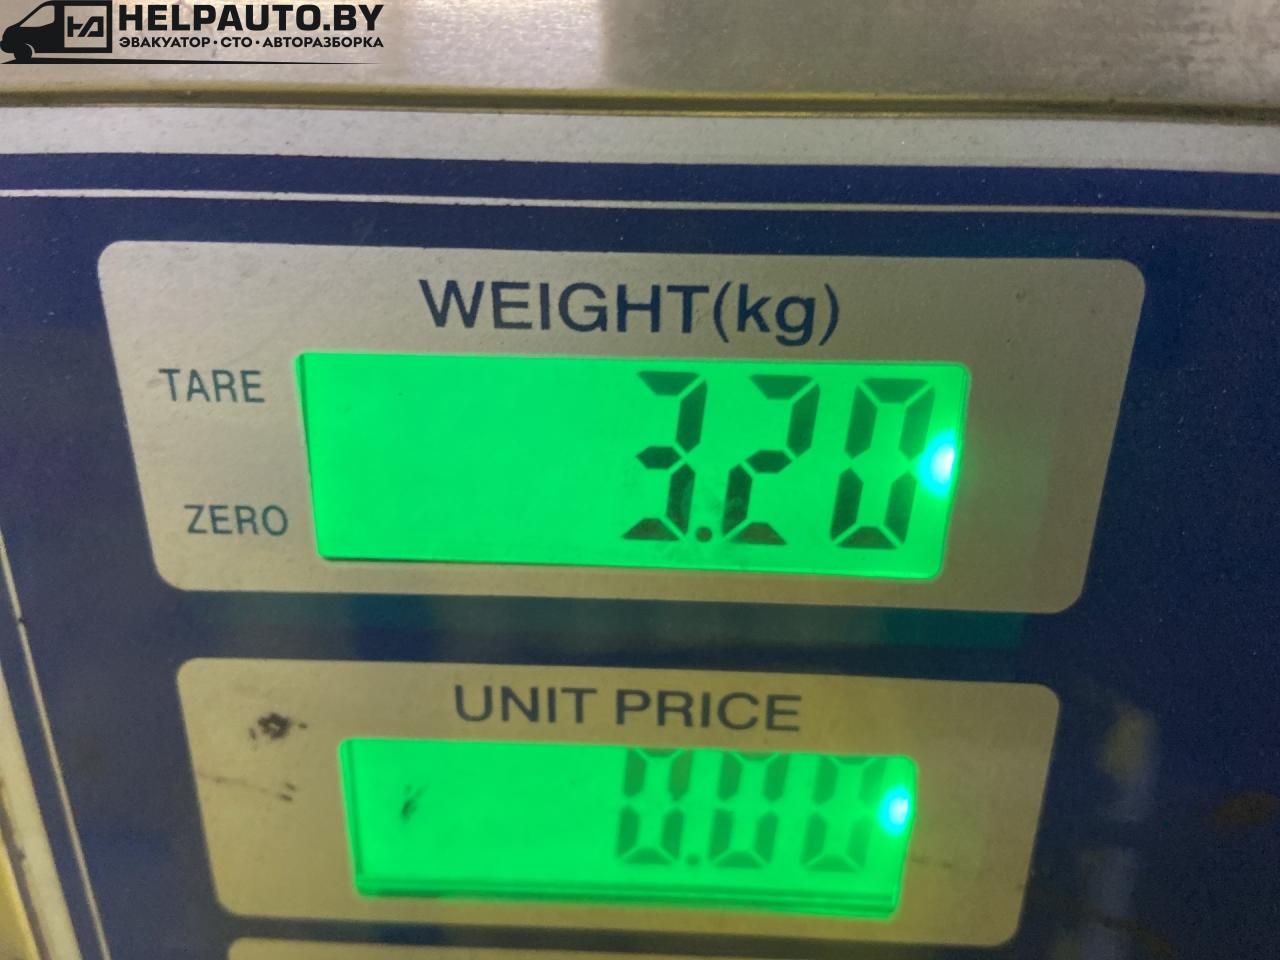 HELPAUTO.BY
ЭВАКУАТОР·СТО·АВТОРАЗБОРКА
WEIGHT(kg)
TARE
3.20
ZERO
UNIT PRICE
0.00